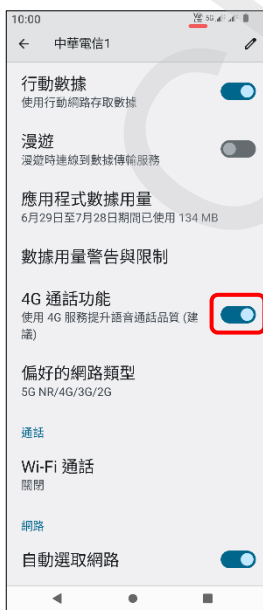 10:00
5G
中華電信1
行動數據
使用行動網路存取數據
漫遊
漫遊時連線到數據傳輸服務
應用程式數據用量
6月29日至7月28日期間已使用 134 MB
數據用量警告與限制
4G 通話功能
使用 4G 服務提升語音通話品質 (建
議)
偏好的網路類型
5G NR/4G/3G/2G
通話
Wi-Fi 通話
關閉
網路
自動選取網路